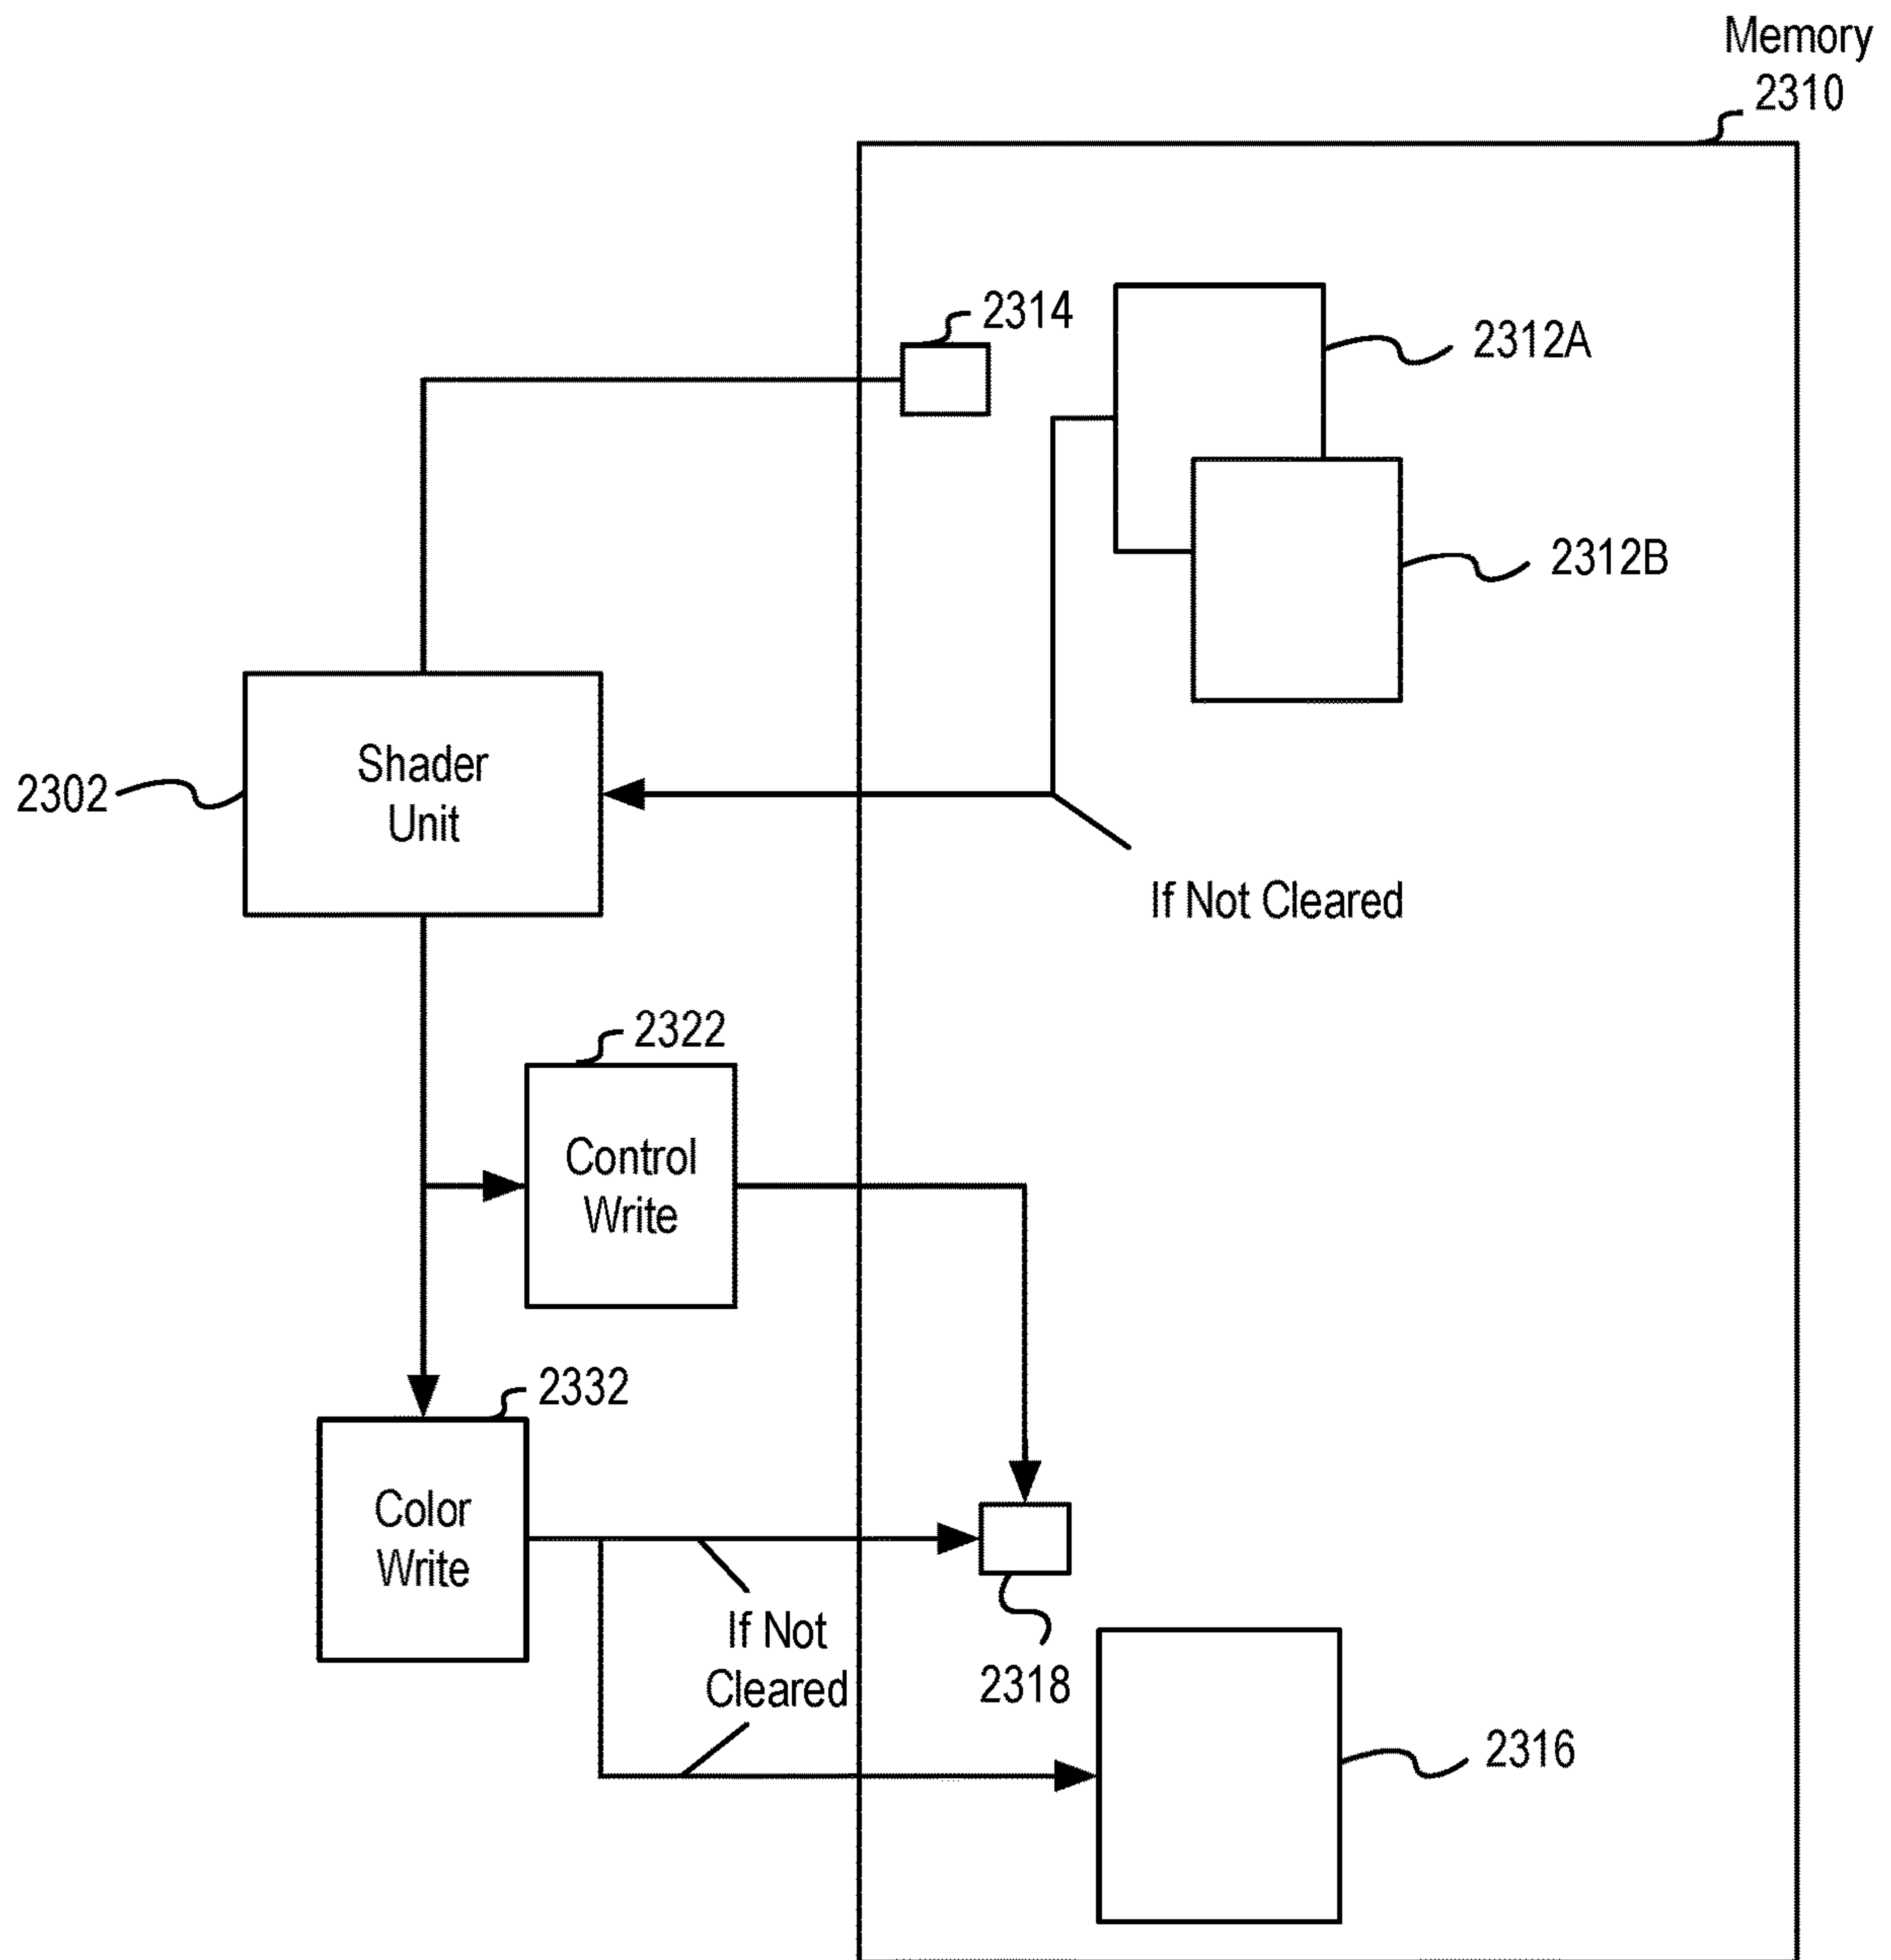 Memory
2310
2314
2312A
2312B
Shader
Unit
2302
If Not Cleared
2322
Control
Write
2332
Color
Write
If Not
Cleared
2318
2316